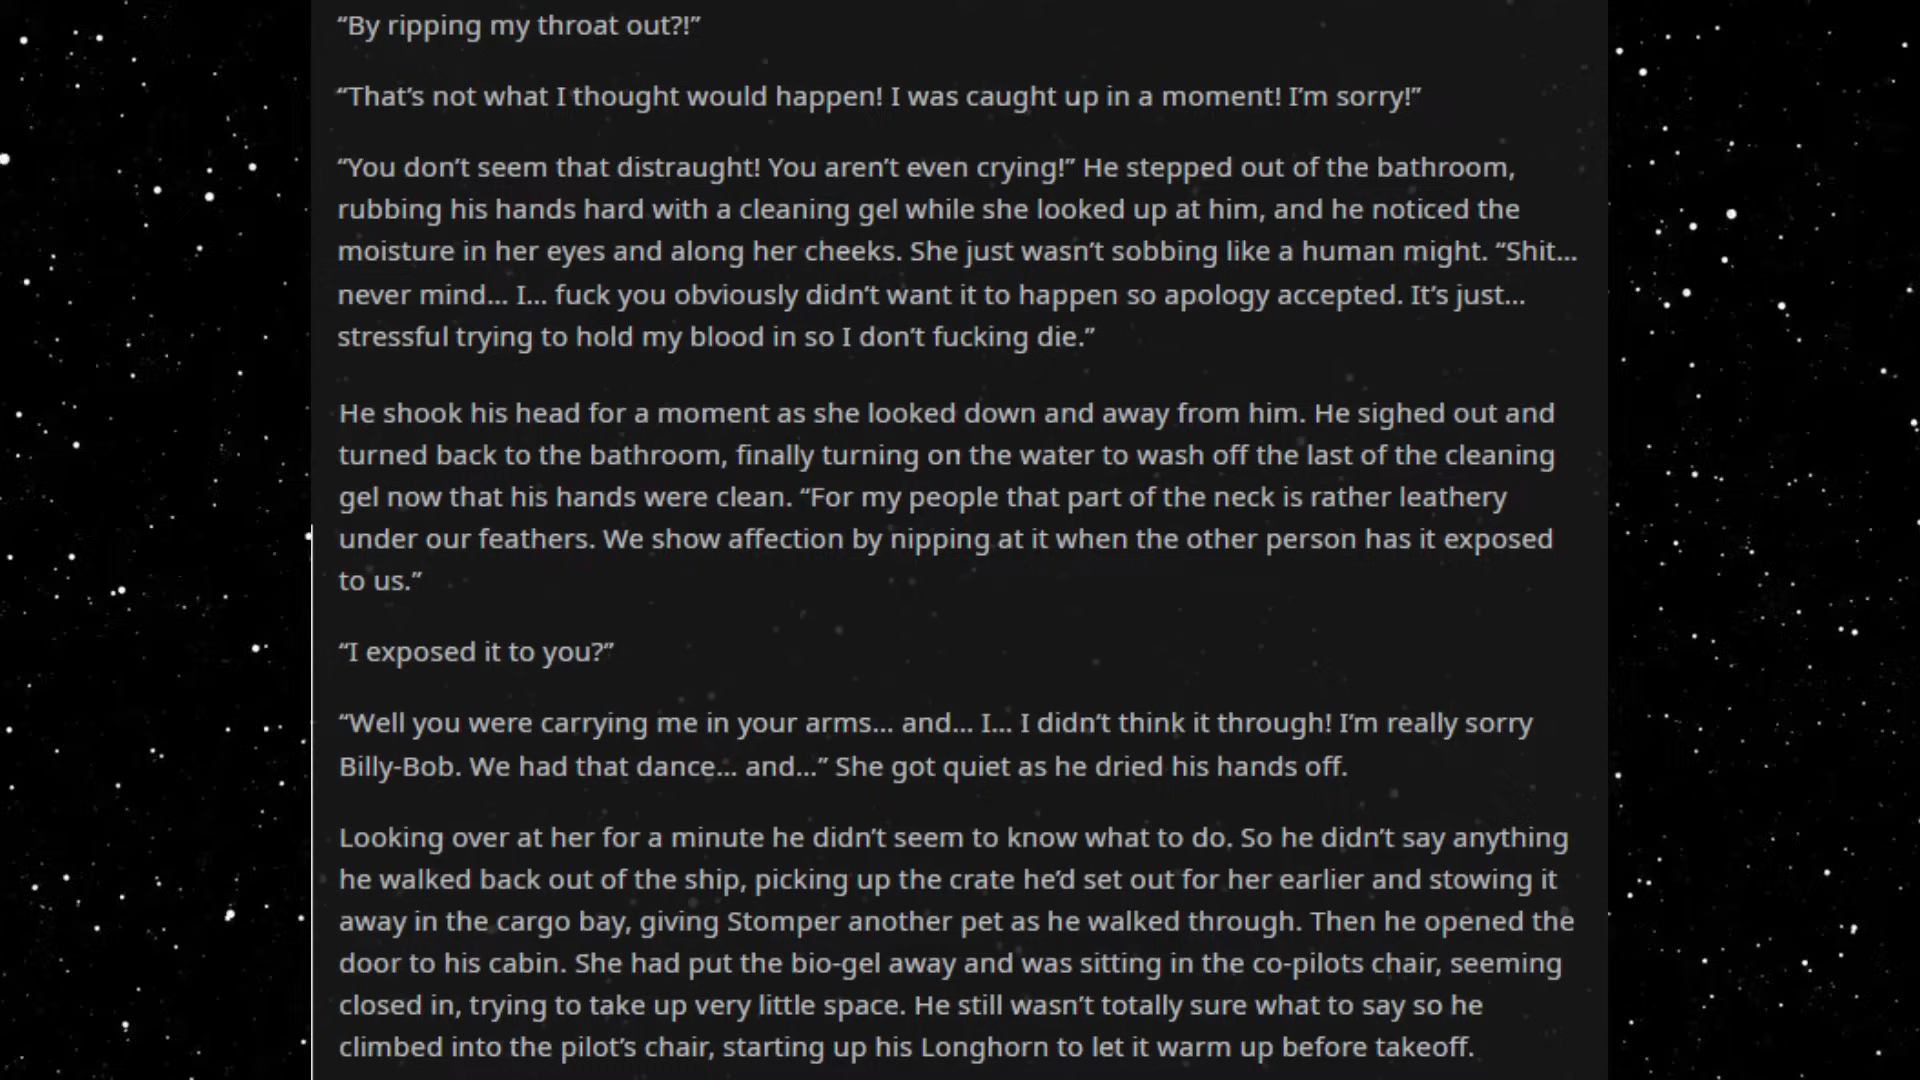 “By ripping my throat out?!”
“That’s not what I thought would happen! I was caught up in a moment! I’m sorry!”
“You don’t seem that distraught! You aren’t even crying!” He stepped out of the bathroom,
rubbing his hands hard with a cleaning gel while she looked up at him, and he noticed the
moisture in her eyes and along her cheeks. She just wasn’t sobbing like a human might. “Shit...
never mind... I... fuck you obviously didn’t want it to happen so apology accepted. It’s just...
stressful trying to hold my blood in so I don’t fucking die.”
He shook his head for a moment as she looked down and away from him. He sighed out and
turned back to the bathroom, finally turning on the water to wash off the last of the cleaning
gel now that his hands were clean. “For my people that part of the neck is rather leathery
under our feathers. We show affection by nipping at it when the other person has it exposed
to us.”
“I exposed it to you?”
“Well you were carrying me in your arms... and... I... I didn’t think it through! I’m really sorry
Billy-Bob. We had that dance... and...” She got quiet as he dried his hands off.
Looking over at her for a minute he didn’t seem to know what to do. So he didn’t say anything
he walked back out of the ship, picking up the crate he’d set out for her earlier and stowing it
away in the cargo bay, giving Stomper another pet as he walked through. Then he opened the
door to his cabin. She had put the bio-gel away and was sitting in the co-pilots chair, seeming
closed in, trying to take up very little space. He still wasn’t totally sure what to say so he
climbed into the pilot’s chair, starting up his Longhorn to let it warm up before takeoff.